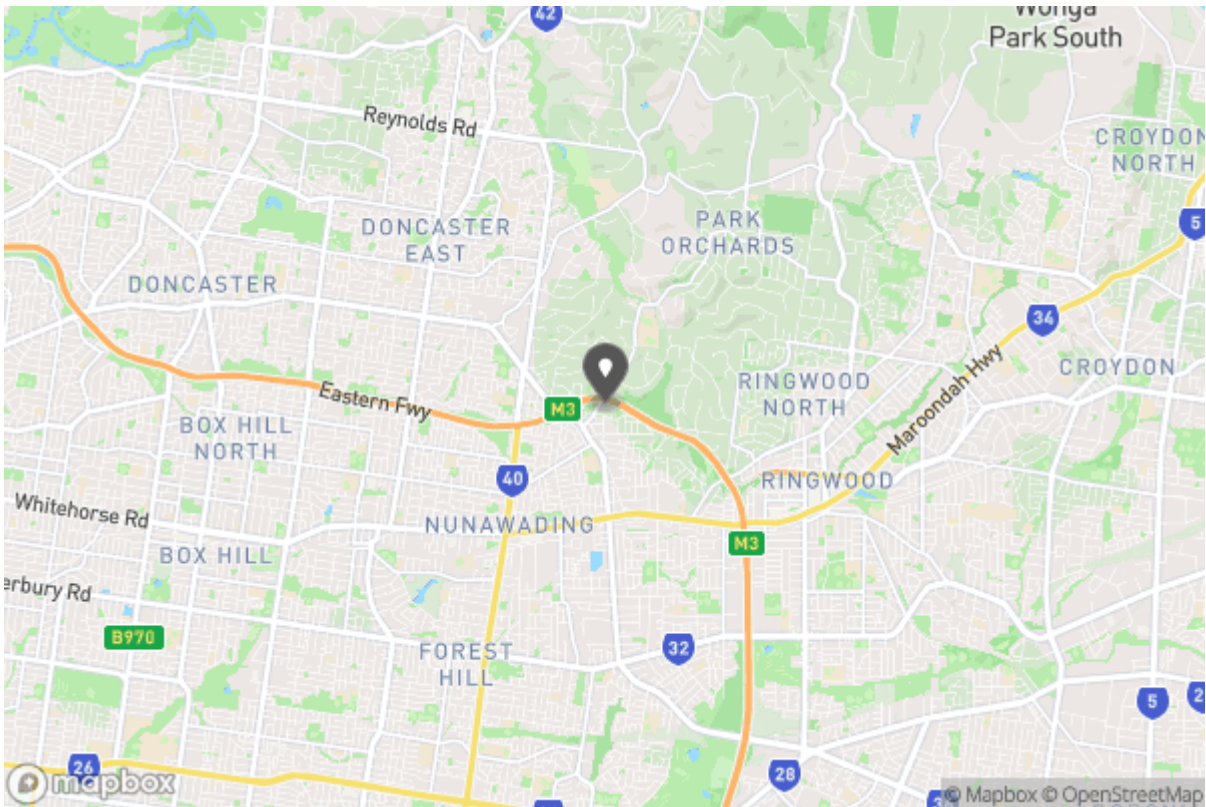 42
Wonga
Park South
Reynolds Rd
CROYDON
NORTH
PARK
ORCHARDS
5
DONCASTER
EAST
DONCASTER
34
CROYDON
Maroondah Hwy
RINGWOOD
NORTH
Eastern Fwy
M3
BOX HILL
NORTH
40
RINGWOOD
Whitehorse Rd
NUNAWADING
M3
BOX HILL
erbury Rd
B970
FOREST
HILL
32
5
2
26
mapbox
28
© Mapbox © OpenStreetMap